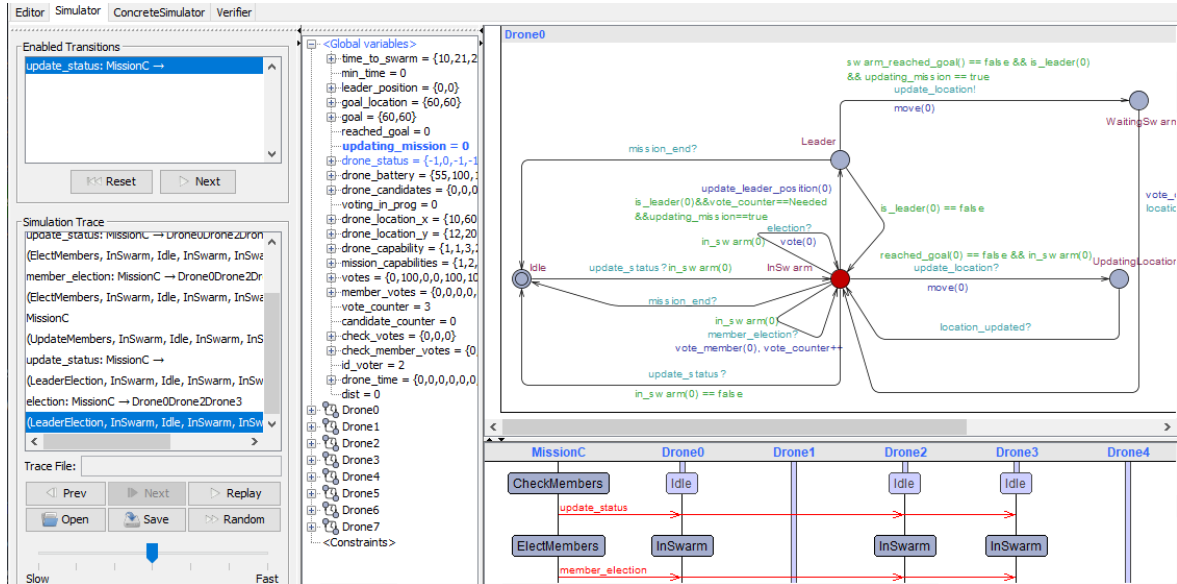 Editor Simulator ConcreteSimulator Verifier
Enabled Transitions
update_status: MissionC →
Reset Next
Simulation Trace
update_status: MissionC → Drone0Drone2Dron
(ElectMembers, InSwarm, Idle, InSwarm, InSw
member_election: MissionC → Drone0Drone2Dr
(ElectMembers, InSwarm, Idle, InSwarm, InSw
MissionC
(UpdateMembers, InSwarm, Idle, InSwarm, InS
update_status: MissionC →
(LeaderElection, InSwarm, Idle, InSwarm, InSw
election: MissionC → Drone0Drone2Drone3
(LeaderElection, InSwarm, Idle, InSwarm, InSw
Trace File:
Prev Next Replay
Open Save Random
Slow Fast
<Global variables>
time_to_swarm = {10,21,2
min_time = 0
leader_position = {0,0}
goal_location = {60,60}
goal = {60,60}
reached_goal = 0
updating_mission = 0
drone_status = {-1,0,-1,-1
drone_battery = {55,100,1
drone_candidates = {0,0,0
voting_in_prog = 0
drone_location_x = {10,60
drone_location_y = {12,20
drone_capability = {1,1,3,2
mission_capabilities = {1,2,
votes = {0,100,0,0,100,10
member_votes = {0,0,0,0,
vote_counter = 3
candidate_counter = 0
check_votes = {0,0,0}
check_member_votes = {0,
id_voter = 2
drone_time = {0,0,0,0,0,0,
dist = 0
Drone0
Drone1
Drone2
Drone3
Drone4
Drone5
Drone6
Drone7
<Constraints>
Drone0
swarm_reached_goal() == false && is_leader(0)
&& updating_mission == true
update_location!
move(0)
WaitingSwarm
Leader
mission_end?
update_leader_position(0)
is_leader(0)&&vote_counter==Needed
&&updating_mission==true
is_leader(0) == false
vote_c
locatio
election?
in_swarm(0) vote(0)
reached_goal() == false && in_swarm(0)
Idle update_status? in_swarm(0) InSwarm update_location? UpdatingLocation
move(0)
mission_end?
in_swarm(0)
member_election?
location_updated?
vote_member(0), vote_counter++
update_status?
in_swarm(0) == false
MissionC Drone0 Drone1 Drone2 Drone3 Drone4
CheckMembers Idle Idle Idle
update_status
ElectMembers InSwarm InSwarm InSwarm
member_election